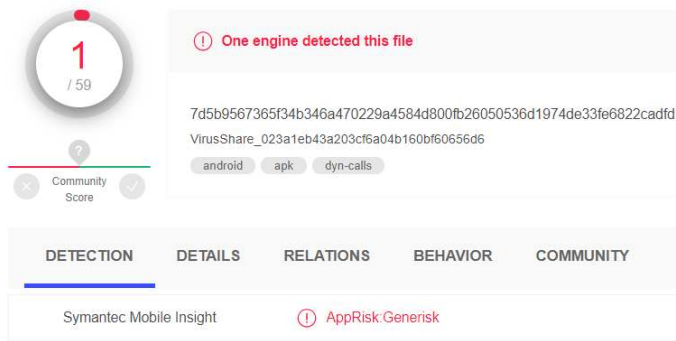 1
/ 59
One engine detected this file
7d5b9567365f34b346a470229a4584d800fb26050536d1974de33fe6822cadfd
VirusShare_023a1eb43a203cf6a04b160bf60656d6
android apk dyn-calls
?
Community
Score
DETECTION DETAILS RELATIONS BEHAVIOR COMMUNITY
Symantec Mobile Insight AppRisk:Generisk